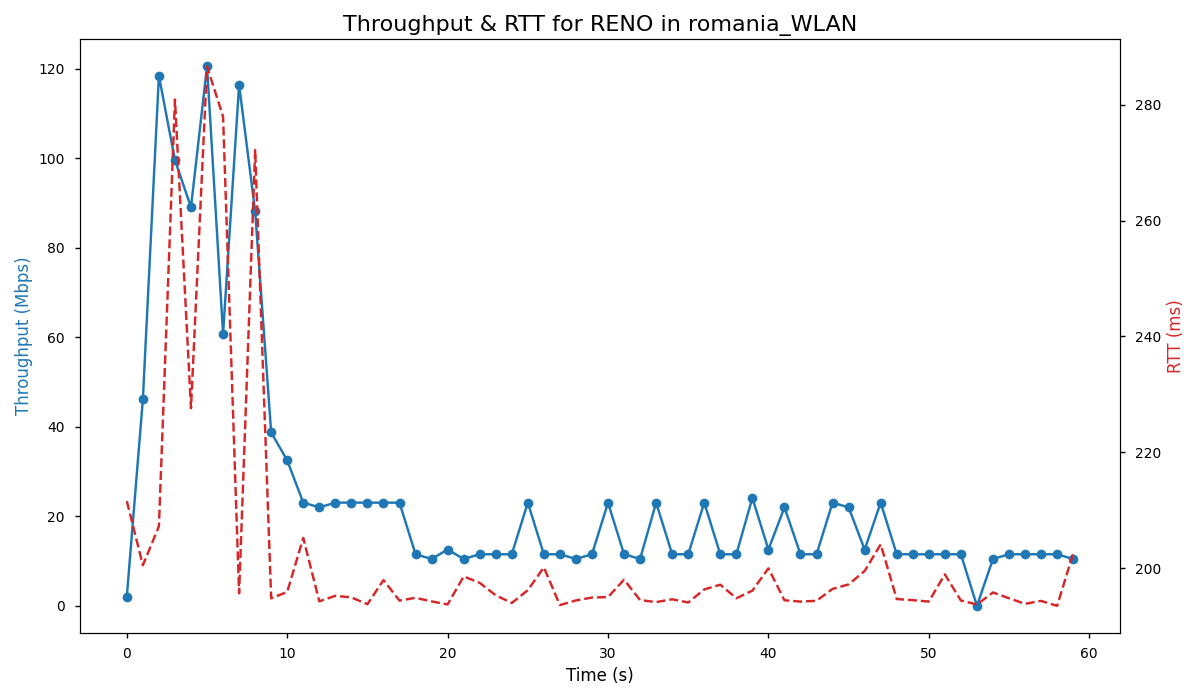 Throughput & RTT for RENO in romania_WLAN
Throughput (Mbps)
120
100
80
60
40
20
0
280
260
240
220
200
RTT (ms)
0 10 20 30 40 50 60
Time (s)